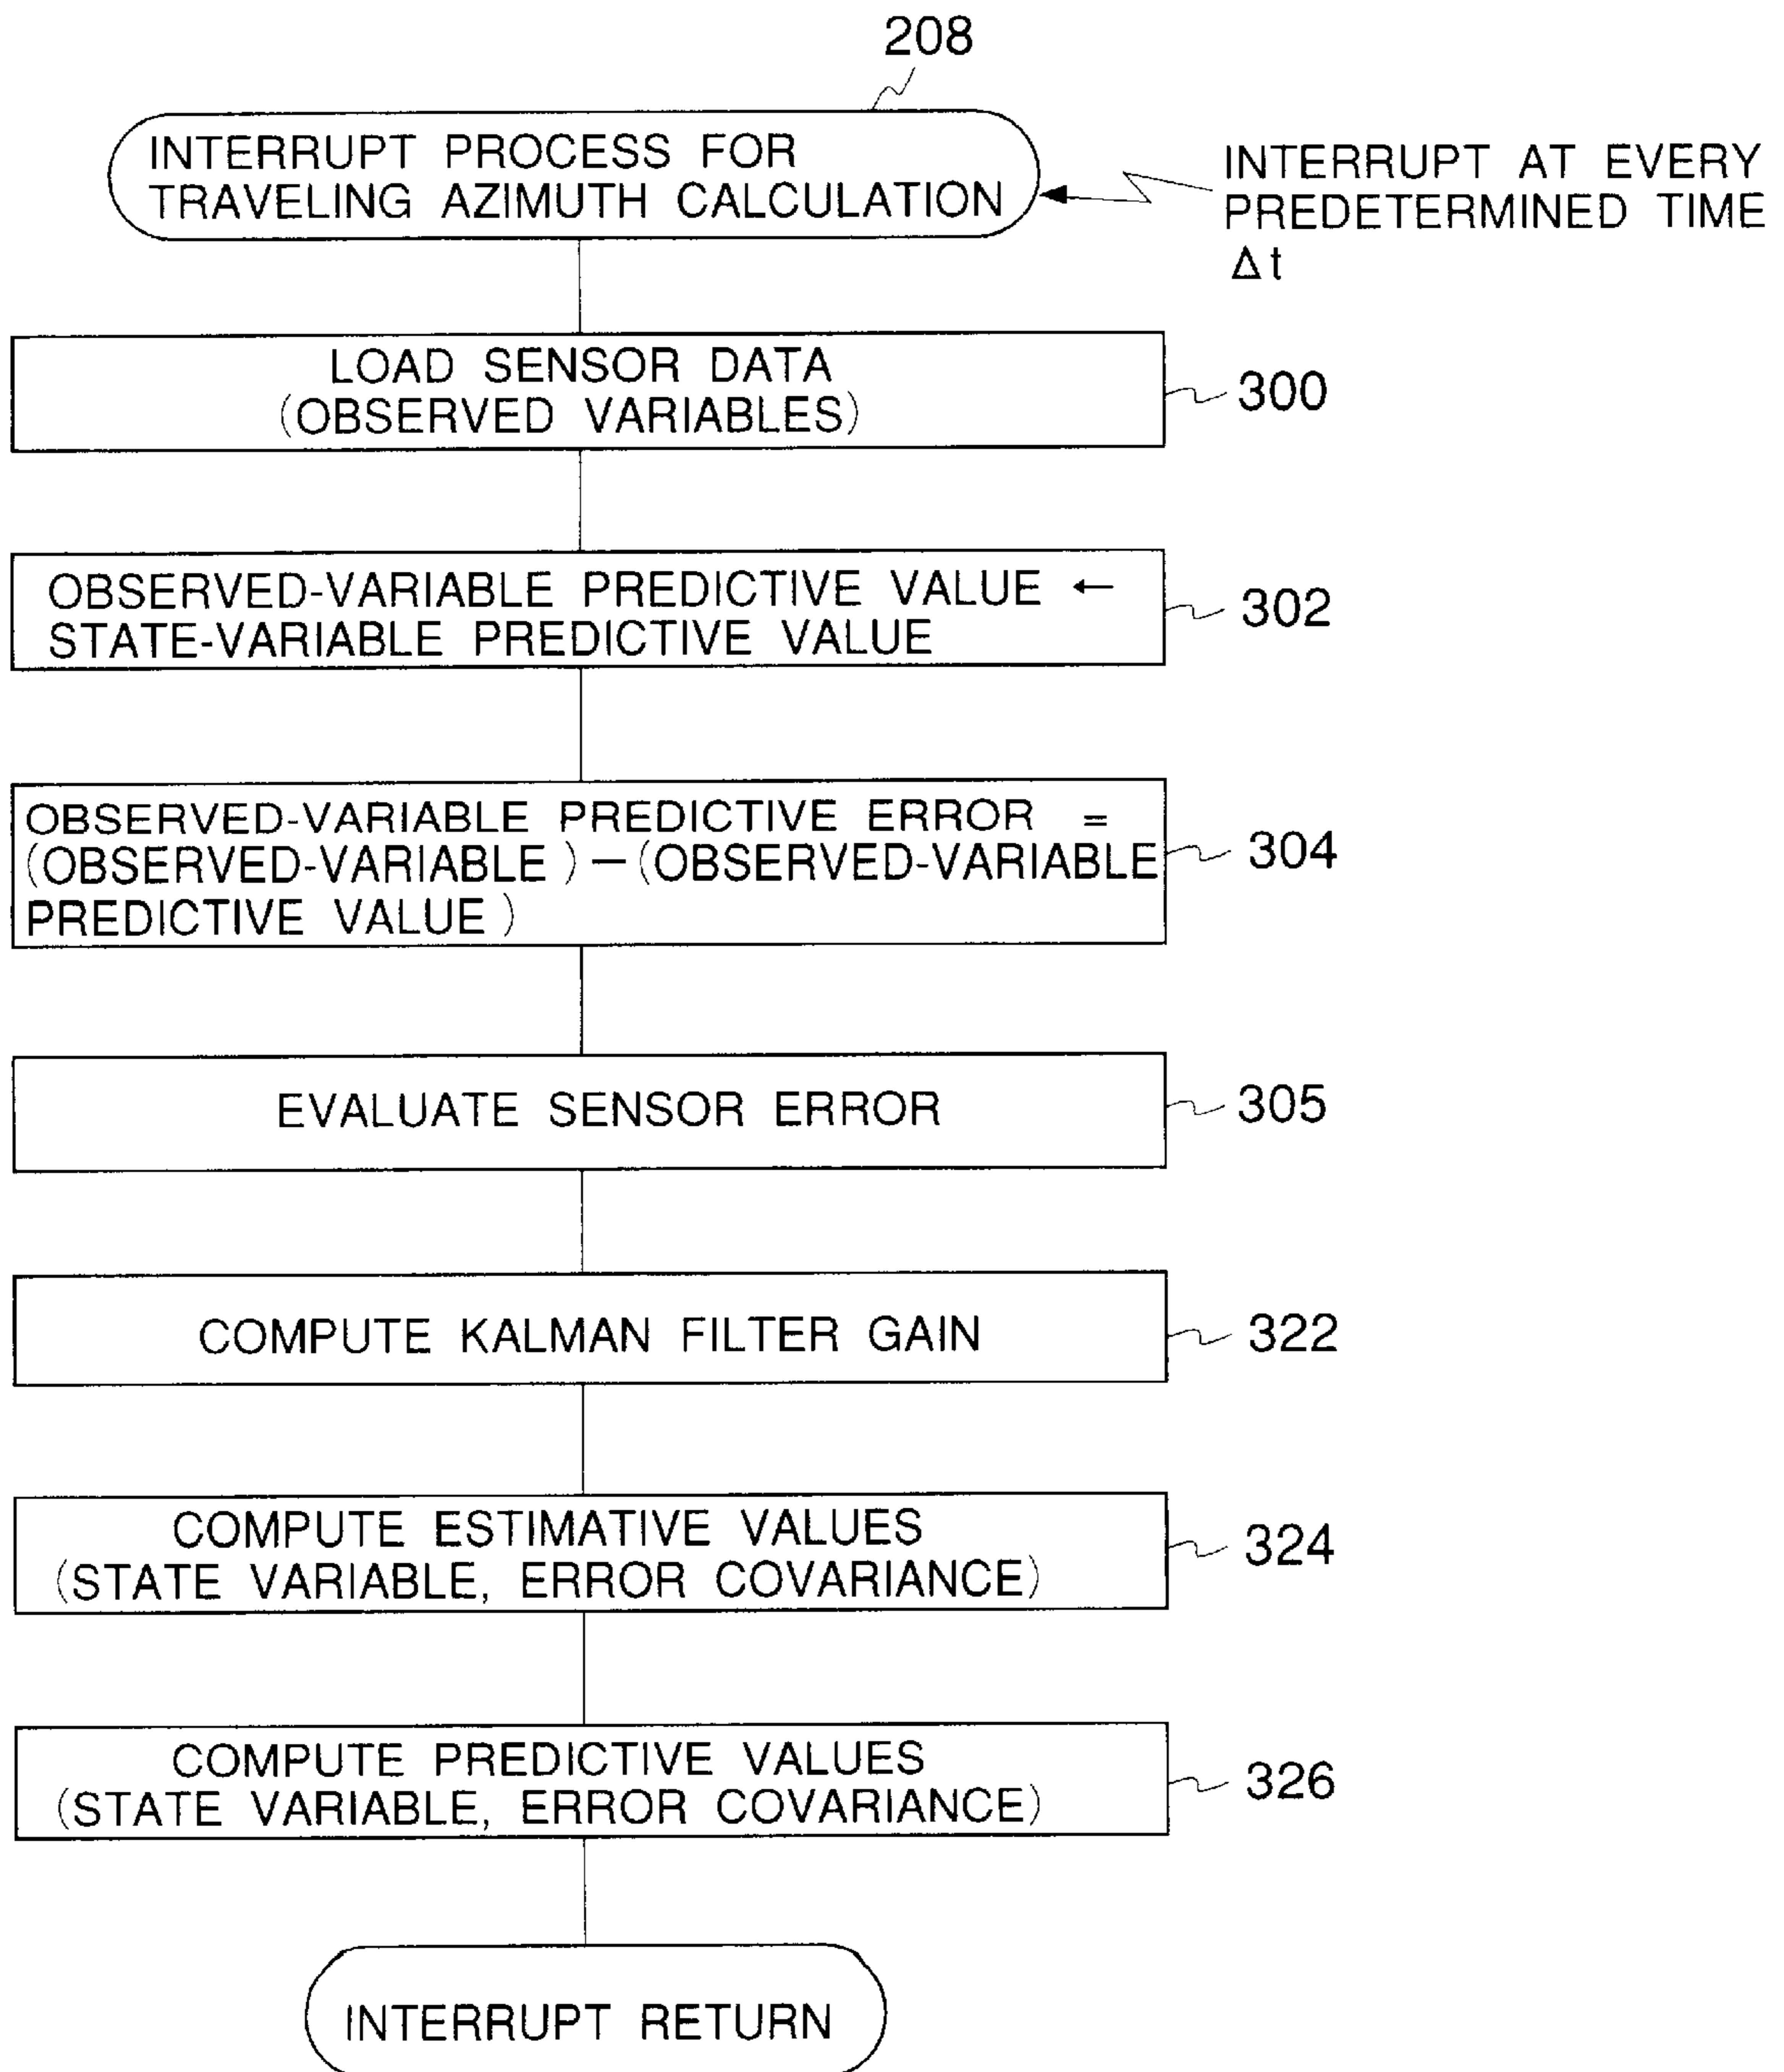 208
INTERRUPT PROCESS FOR
TRAVELING AZIMUTH CALCULATION
INTERRUPT AT EVERY
PREDETERMINED TIME
Δt
LOAD SENSOR DATA
(OBSERVED VARIABLES)
300
OBSERVED-VARIABLE PREDICTIVE VALUE ←
STATE-VARIABLE PREDICTIVE VALUE
302
OBSERVED-VARIABLE PREDICTIVE ERROR =
(OBSERVED-VARIABLE)-(OBSERVED-VARIABLE
PREDICTIVE VALUE)
304
EVALUATE SENSOR ERROR
305
COMPUTE KALMAN FILTER GAIN
322
COMPUTE ESTIMATIVE VALUES
(STATE VARIABLE, ERROR COVARIANCE)
324
COMPUTE PREDICTIVE VALUES
(STATE VARIABLE, ERROR COVARIANCE)
326
INTERRUPT RETURN